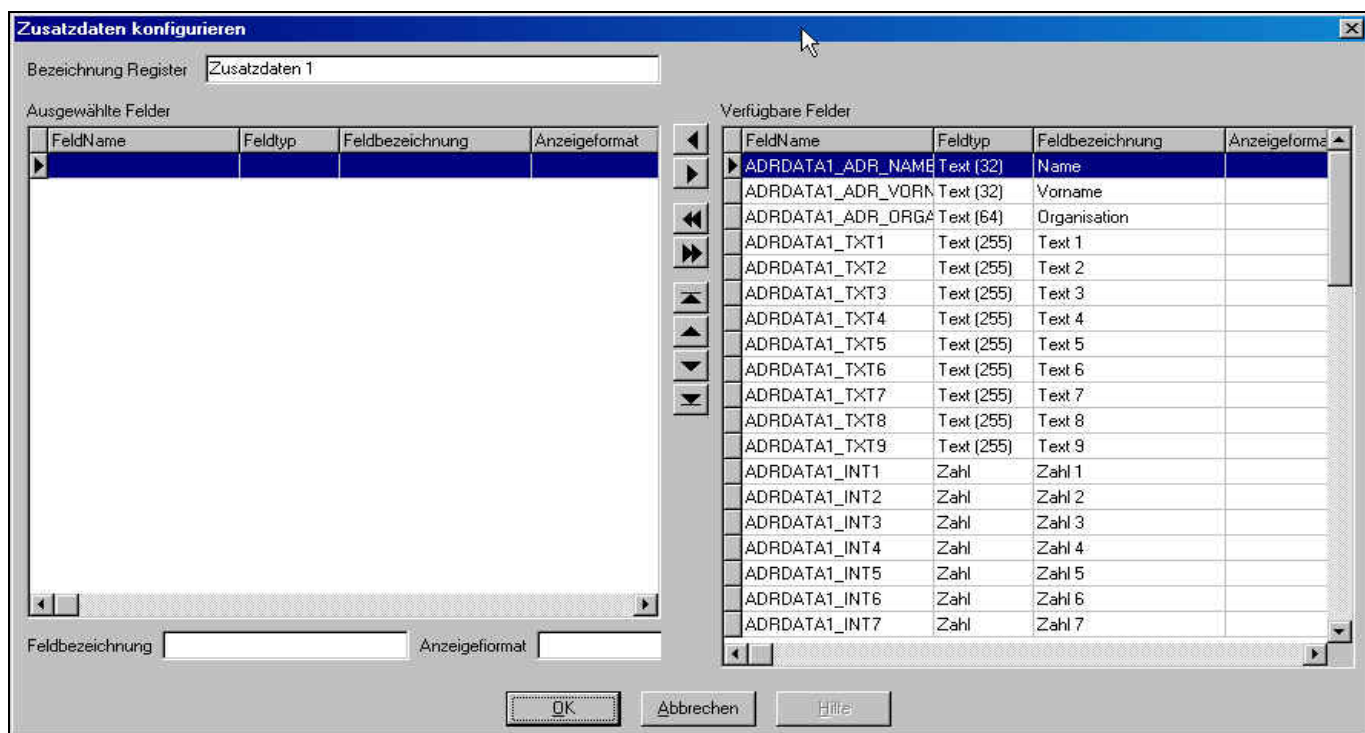 Zusatzdaten konfigurieren
Bezeichnung Register Zusatzdaten 1
Ausgewählte Felder
FeldName Feldtyp Feldbezeichnung Anzeigeformat
Feldbezeichnung Anzeigefiormat
Verfügbare Felder
FeldName Feldtyp Feldbezeichnung Anzeigeforma
ADRDATA1_ADR_NAME Text (32) Name
ADRDATA1_ADR_VORN Text (32) Vorname
ADRDATA1_ADR_ORGA Text (64) Organisation
ADRDATA1_TXT1 Text (255) Text 1
ADRDATA1_TXT2 Text (255) Text 2
ADRDATA1_TXT3 Text (255) Text 3
ADRDATA1_TXT4 Text (255) Text 4
ADRDATA1_TXT5 Text (255) Text 5
ADRDATA1_TXT6 Text (255) Text 6
ADRDATA1_TXT7 Text (255) Text 7
ADRDATA1_TXT8 Text (255) Text 8
ADRDATA1_TXT9 Text (255) Text 9
ADRDATA1_INT1 Zahl Zahl 1
ADRDATA1_INT2 Zahl Zahl 2
ADRDATA1_INT3 Zahl Zahl 3
ADRDATA1_INT4 Zahl Zahl 4
ADRDATA1_INT5 Zahl Zahl 5
ADRDATA1_INT6 Zahl Zahl 6
ADRDATA1_INT7 Zahl Zahl 7
OK Abbrechen Hilfe